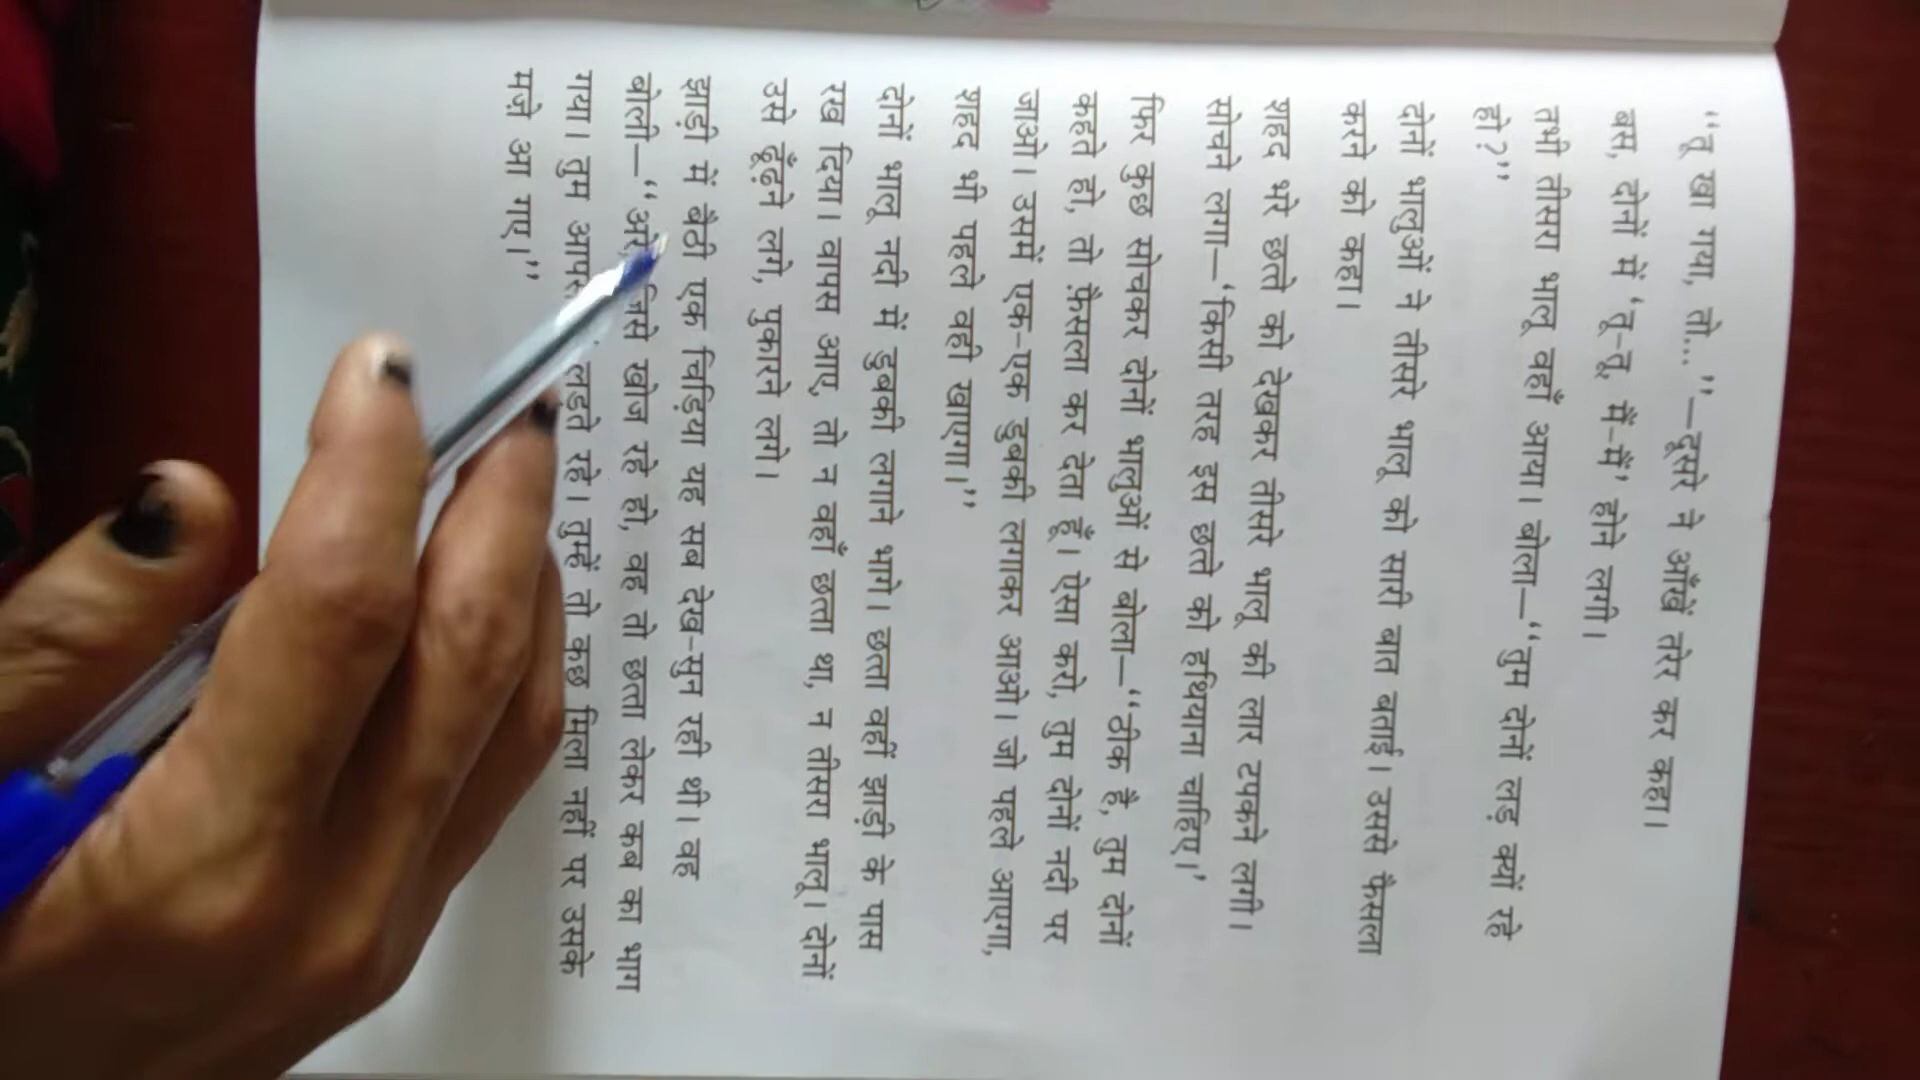 “तू खा गया, तो...”—दूसरे ने आँखें तरेर कर कहा।
बस, दोनों में ‘तू-तू, मैं-मैं’ होने लगी।
तभी तीसरा भालू वहाँ आया। बोला—“तुम दोनों लड़ क्यों रहे
हो?”
दोनों भालुओं ने तीसरे भालू को सारी बात बताई। उससे फैसला
करने को कहा।
शहद भरे छत्ते को देखकर तीसरे भालू की लार टपकने लगी।
सोचने लगा—‘किसी तरह इस छत्ते को हथियाना चाहिए।’
फिर कुछ सोचकर दोनों भालुओं से बोला—“ठीक है, तुम दोनों
कहते हो, तो फ़ैसला कर देता हूँ। ऐसा करो, तुम दोनों नदी पर
जाओ। उसमें एक-एक डुबकी लगाकर आओ। जो पहले आएगा,
शहद भी पहले वही खाएगा।”
दोनों भालू नदी में डुबकी लगाने भागे। छत्ता वहीं झाड़ी के पास
रख दिया। वापस आए, तो न वहाँ छत्ता था, न तीसरा भालू। दोनों
उसे ढूँढ़ने लगे, पुकारने लगे।
झाड़ी में बैठी एक चिड़िया यह सब देख-सुन रही थी। वह
बोली—“अरे जिसे खोज रहे हो, वह तो छत्ता लेकर कब का भाग
गया। तुम लड़ते रहे। तुम्हें तो कुछ मिला नहीं पर उसके
मज़े आ गए।”